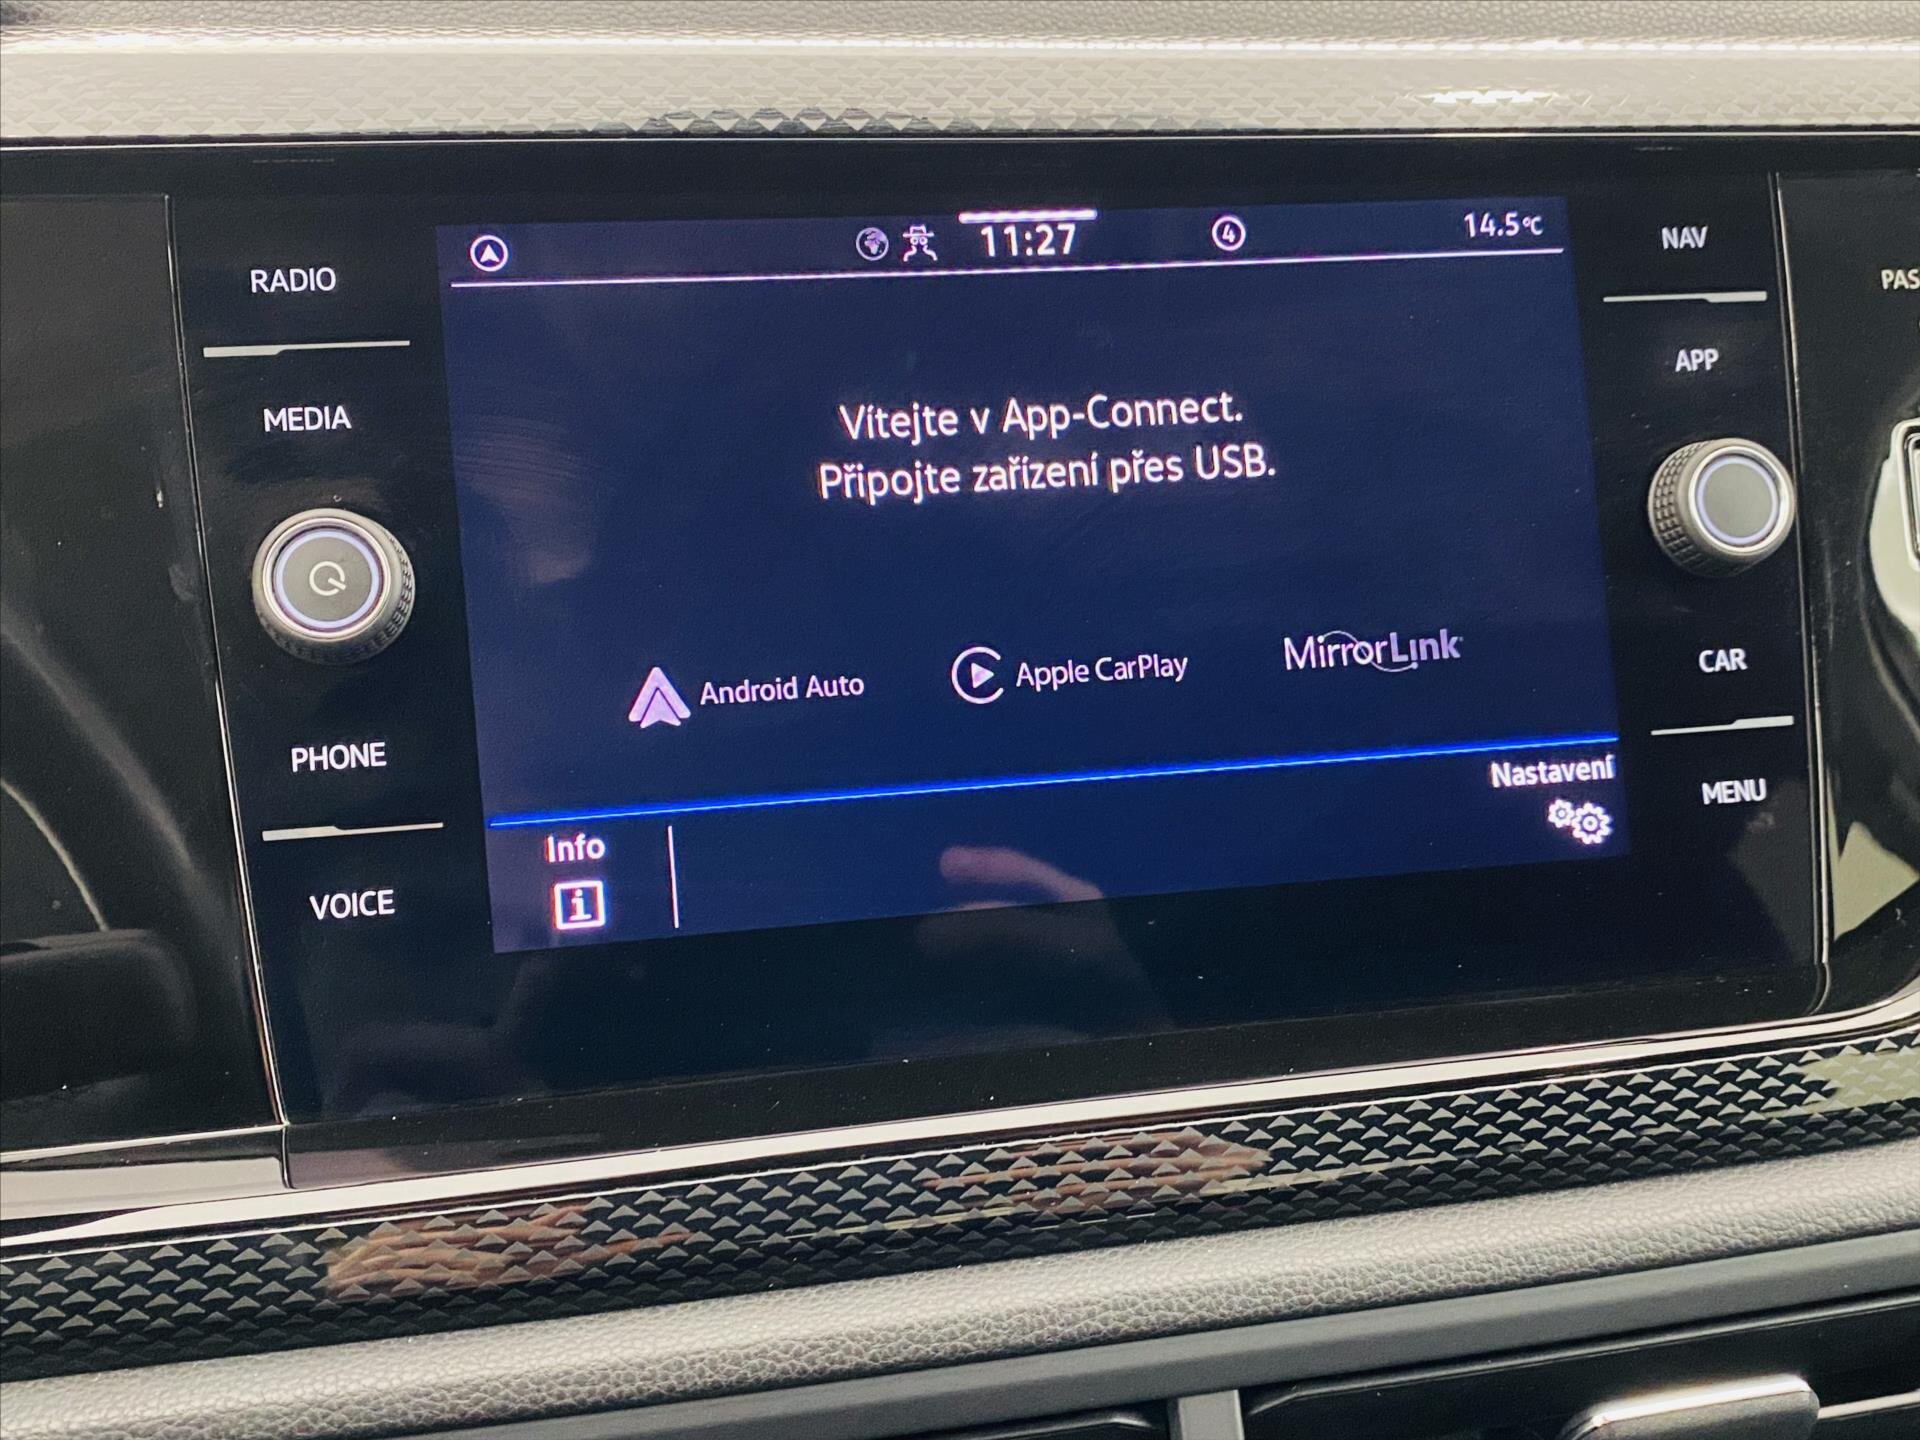 RADIO
MEDIA
PHONE
VOICE
11:27
4
14.5°C
Vítejte v App-Connect.
Připojte zařízení přes USB.
Android Auto
Apple CarPlay
MirrorLink
Info
i
Nastavení
NAV
APP
CAR
MENU